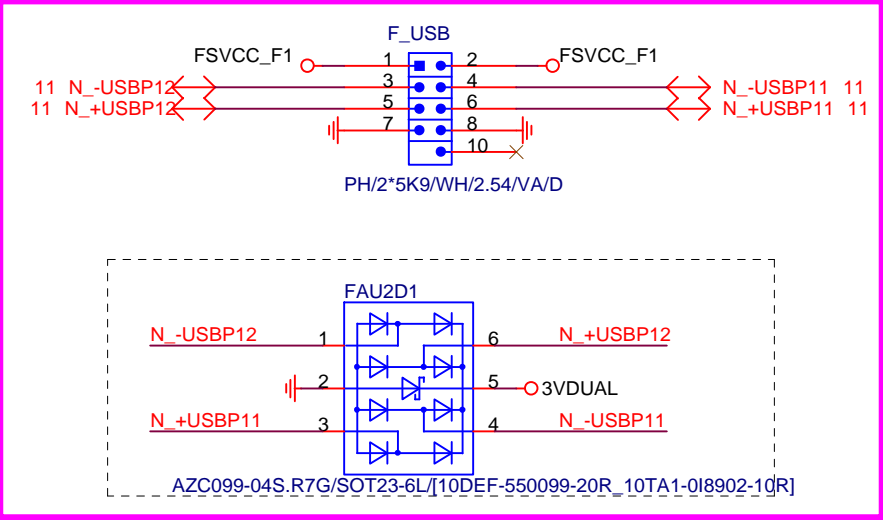 F_USB
FSVCC_F1 1 2 FSVCC_F1
11 N_-USBP12 3 4 N_-USBP11 11
11 N_+USBP12 5 6 N_+USBP11 11
7 8
10
PH/2*5K9/WH/2.54/VA/D
FAU2D1
N_-USBP12 1 6 N_+USBP12
2 5 3VDUAL
N_+USBP11 3 4 N_-USBP11
AZC099-04S.R7G/SOT23-6L/[10DEF-550099-20R_10TA1-0I8902-10R]